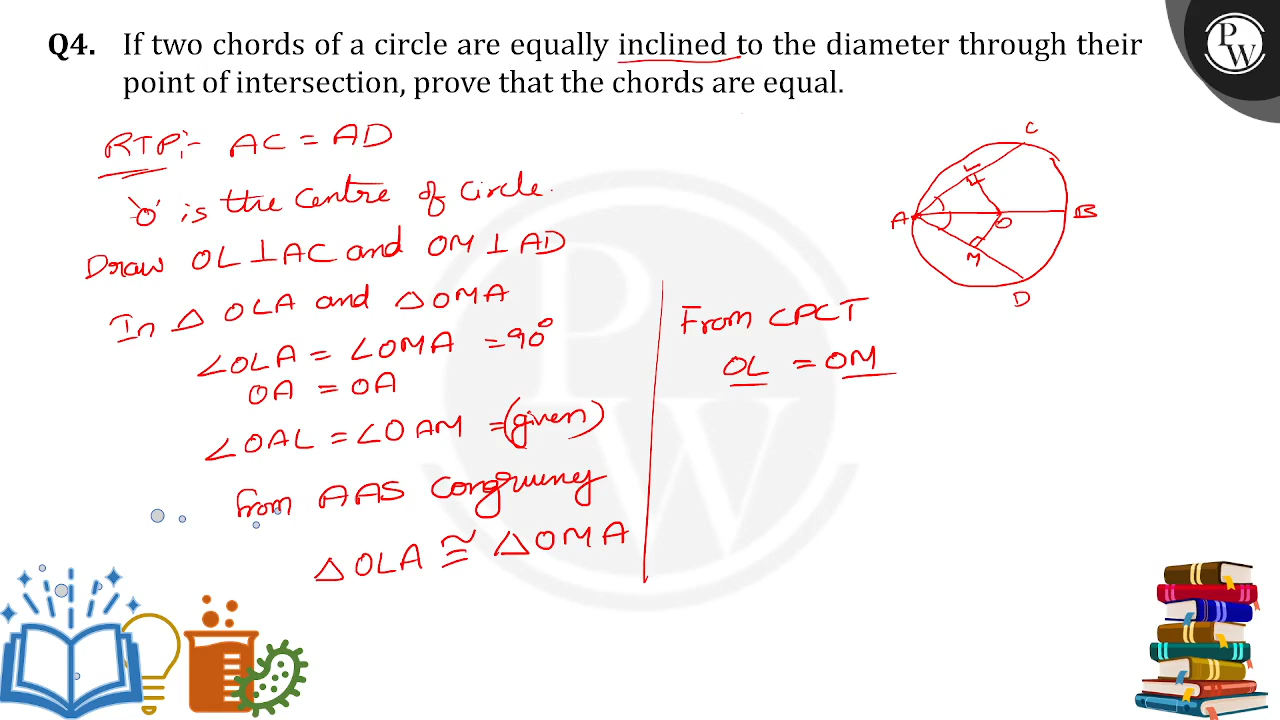 Q4. If two chords of a circle are equally inclined to the diameter through their
point of intersection, prove that the chords are equal.
RTP:- AC = AD
'O' is the centre of circle.
Draw OL ⊥ AC and OM ⊥ AD
In △ OLA and △ OMA
∠OLA = ∠OMA = 90°
OA = OA
∠OAL = ∠OAM = (given)
from AAS congruency
△ OLA ≅ △ OMA
From CPCT
OL = OM
C
L
A
O
B
M
D
P
W
PW